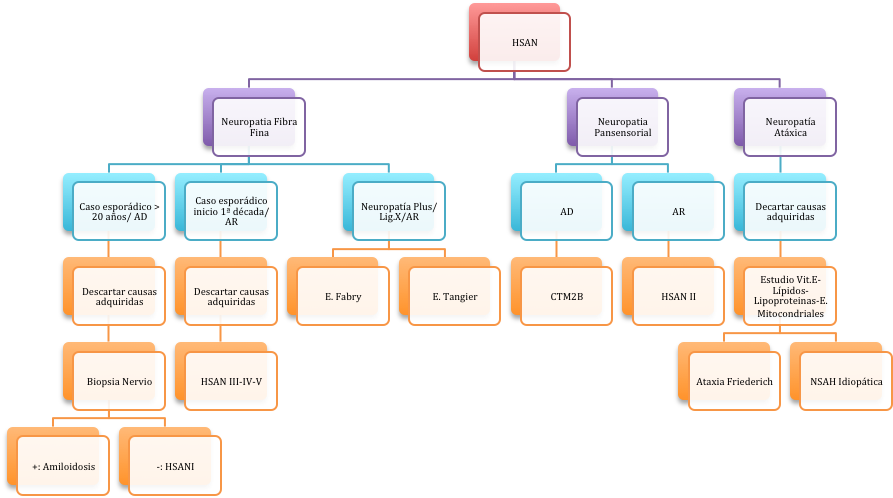 HSAN
Neuropatia Fibra
Fina
Neuropatia
Pansensorial
Neuropatía
Atáxica
Caso esporádico >
20 años/ AD
Caso esporádico
inicio 1ª década/
AR
Neuropatía Plus/
Lig.X/AR
AD
AR
Decartar causas
adquiridas
Descartar causas
adquiridas
Descartar causas
adquiridas
E. Fabry
E. Tangier
CTM2B
HSAN II
Estudio Vit.E-
Lípidos-
Lipoproteinas-E.
Mitocondriales
Biopsia Nervio
HSAN III-IV-V
Ataxia Friederich
NSAH Idiopática
+: Amiloidosis
-: HSANI